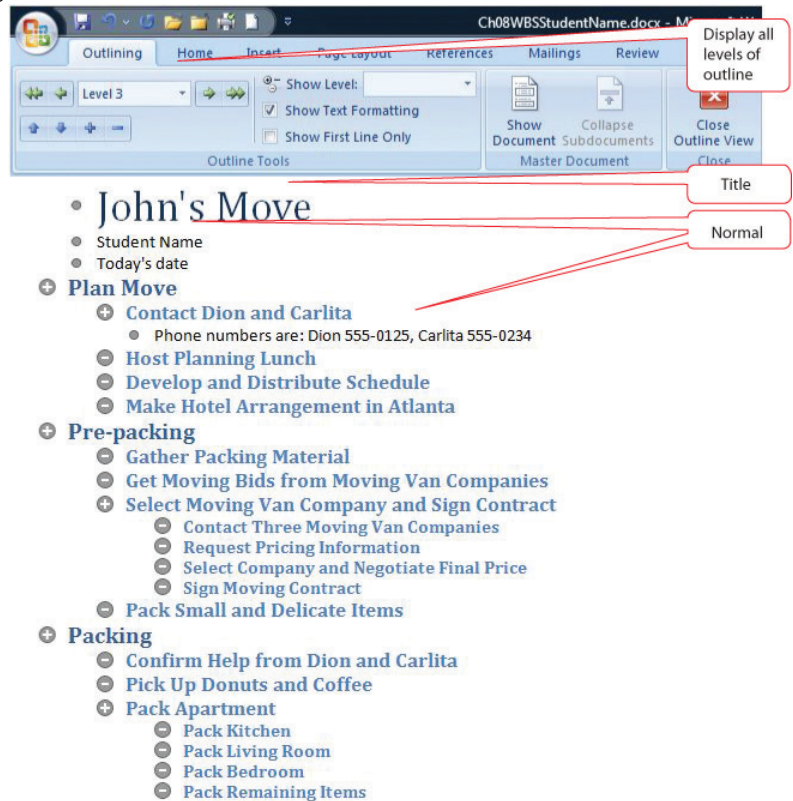 Ch08WBSStudentName.docx -
Display all
levels of
outline
Outlining Home Insert Page Layout References Mailings Review
Level 3
Show Level:
Show Text Formatting
Show First Line Only
Show
Document
Collapse
Subdocuments
Close
Outline View
Outline Tools
Master Document
Close
Title
John's Move
Normal
Student Name
Today's date
Plan Move
Contact Dion and Carlita
Phone numbers are: Dion 555-0125, Carlita 555-0234
Host Planning Lunch
Develop and Distribute Schedule
Make Hotel Arrangement in Atlanta
Pre-packing
Gather Packing Material
Get Moving Bids from Moving Van Companies
Select Moving Van Company and Sign Contract
Contact Three Moving Van Companies
Request Pricing Information
Select Company and Negotiate Final Price
Sign Moving Contract
Pack Small and Delicate Items
Packing
Confirm Help from Dion and Carlita
Pick Up Donuts and Coffee
Pack Apartment
Pack Kitchen
Pack Living Room
Pack Bedroom
Pack Remaining Items